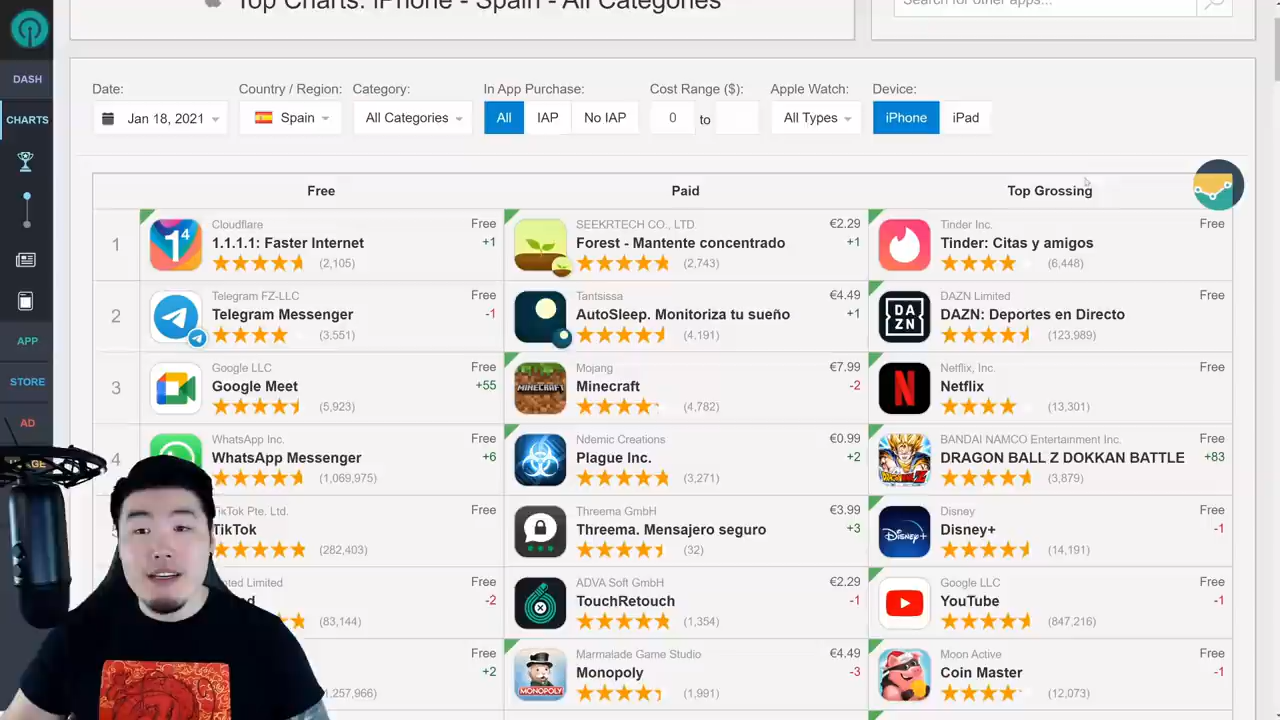 Top Charts: iPhone - Spain - All Categories
Search for other apps...
DASH
CHARTS
APP
STORE
AD
Date:
Country / Region:
Category:
In App Purchase:
Cost Range ($):
Apple Watch:
Device:
Jan 18, 2021
Spain
All Categories
All
IAP
No IAP
0
to
All Types
iPhone
iPad
Free
Paid
Top Grossing
1
Cloudflare
Free
1.1.1.1: Faster Internet
+1
(2,105)
SEEKRTECH CO., LTD
€2.29
Forest - Mantente concentrado
+1
(2,743)
Tinder Inc.
Free
Tinder: Citas y amigos
(6,448)
2
Telegram FZ-LLC
Free
Telegram Messenger
-1
(3,551)
Tantsissa
€4.49
AutoSleep. Monitoriza tu sueño
+1
(4,191)
DAZN Limited
Free
DAZN: Deportes en Directo
(123,989)
3
Google LLC
Free
Google Meet
+55
(5,923)
Mojang
€7.99
Minecraft
-2
(4,782)
Netflix, Inc.
Free
Netflix
(13,301)
4
WhatsApp Inc.
Free
WhatsApp Messenger
+6
(1,069,975)
Ndemic Creations
€0.99
Plague Inc.
+2
(3,271)
BANDAI NAMCO Entertainment Inc.
Free
DRAGON BALL Z DOKKAN BATTLE
+83
(3,879)
Pte. Ltd.
Free
TikTok
(282,403)
Threema GmbH
€3.99
Threema. Mensajero seguro
+3
(32)
Disney
Free
Disney+
-1
(14,191)
Limited
Free
-2
(83,144)
ADVA Soft GmbH
€2.29
TouchRetouch
-1
(1,354)
Google LLC
Free
YouTube
-1
(847,216)
Free
+2
257,966)
Marmalade Game Studio
€4.49
Monopoly
-3
(1,991)
Moon Active
Free
Coin Master
-1
(12,073)